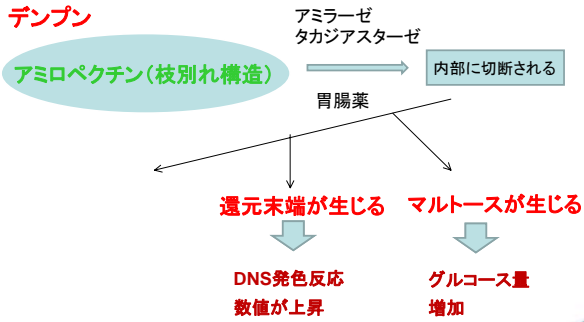 デンプン
アミラーゼ
タカジアスターゼ
アミロペクチン（枝別れ構造）
内部に切断される
胃腸薬
還元末端が生じる
マルトースが生じる
DNS発色反応
数値が上昇
グルコース量
増加